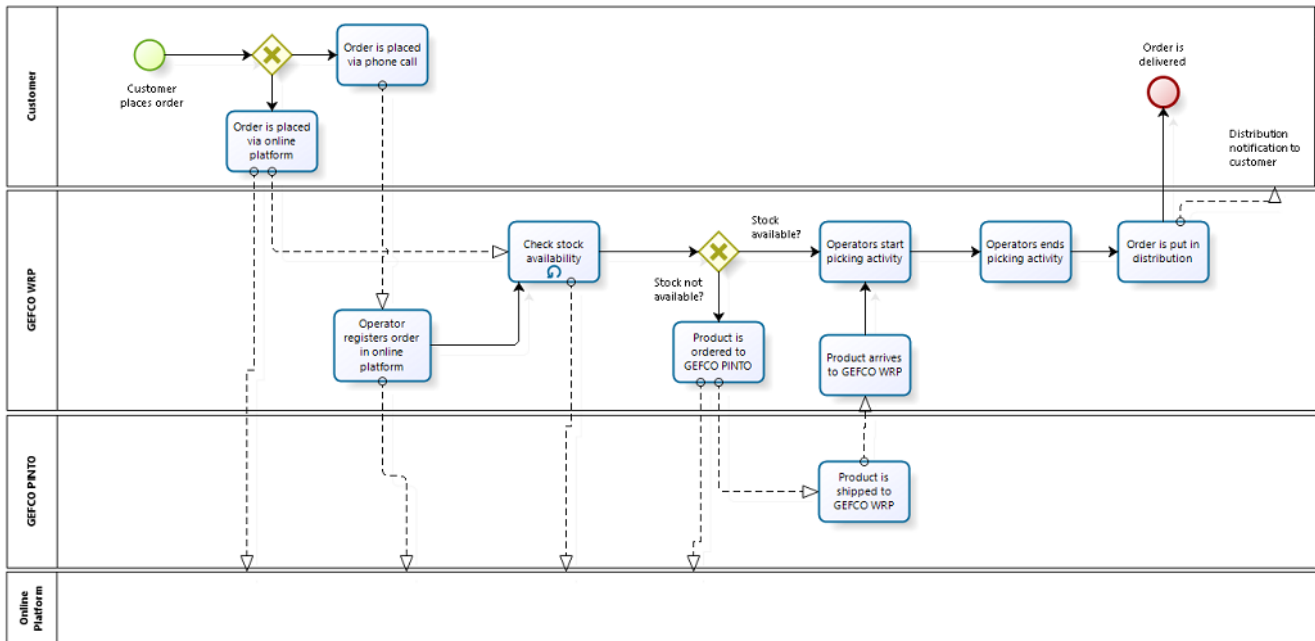 Customer
Customer
places order
Order is placed
via phone call
Order is placed
via online
platform
Order is
delivered
Distribution
notification to
customer
GEFCO WRP
Check stock
availability
Stock
available?
Stock not
available?
Operators start
picking activity
Operators ends
picking activity
Order is put in
distribution
Operator
registers order
in online
platform
Product is
ordered to
GEFCO PINTO
Product arrives
to GEFCO WRP
GEFCO PINTO
Product is
shipped to
GEFCO WRP
Online
Platform